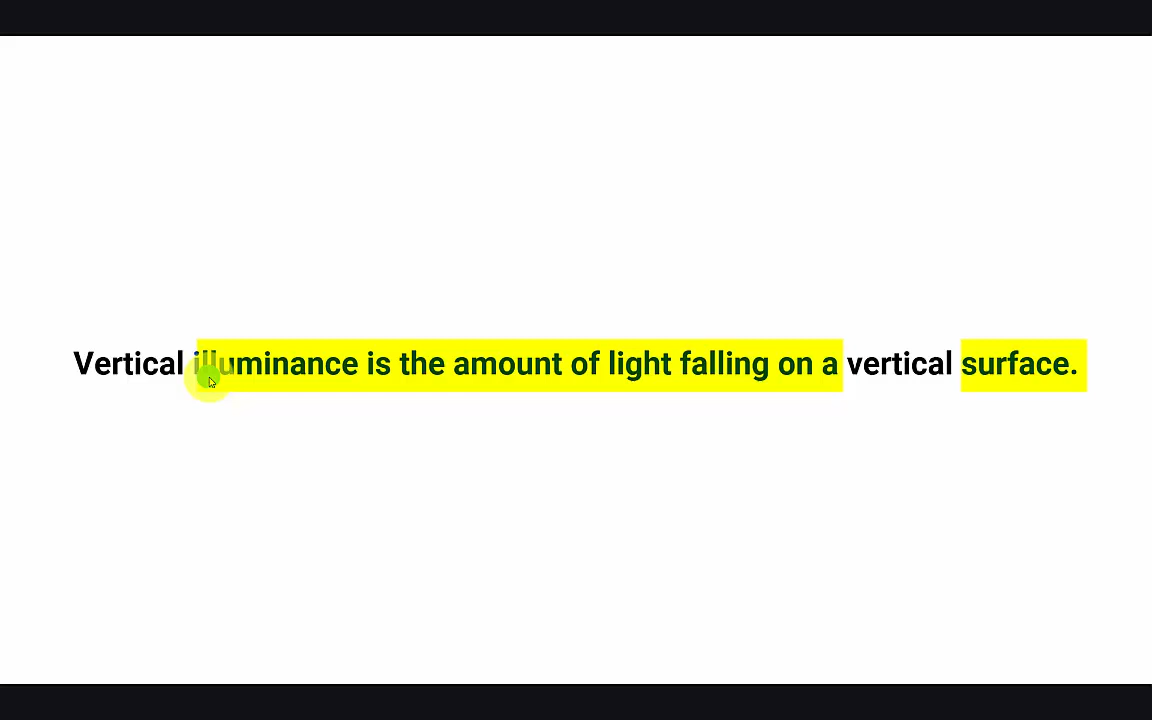 Vertical illuminance is the amount of light falling on a vertical surface.